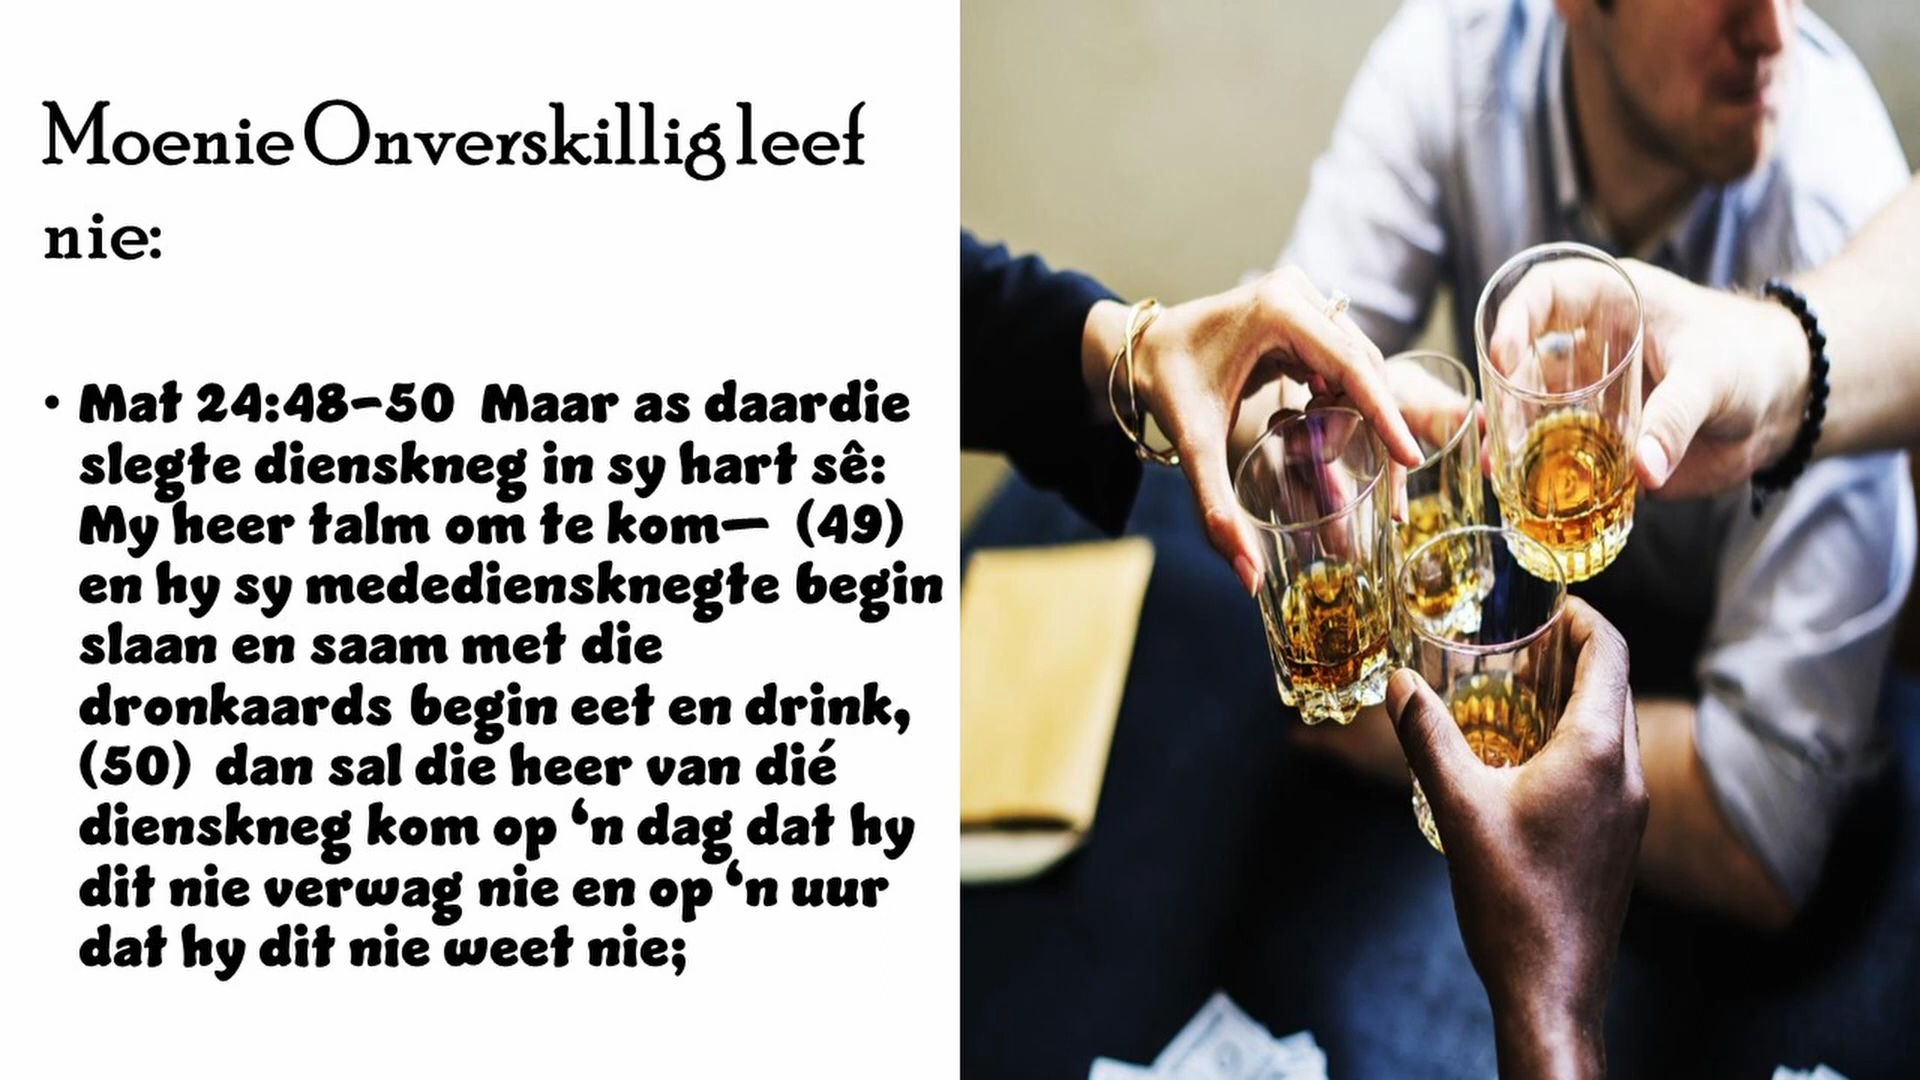 Moenie Onverskillig leef
nie:
• Mat 24:48–50 Maar as daardie
slegte dienskneg in sy hart sê:
My heer talm om te kom— (49)
en hy sy mededienskneg­te begin
slaan en saam met die
dronkaards begin eet en drink,
(50) dan sal die heer van dié
dienskneg kom op ‘n dag dat hy
dit nie verwag nie en op ‘n uur
dat hy dit nie weet nie;